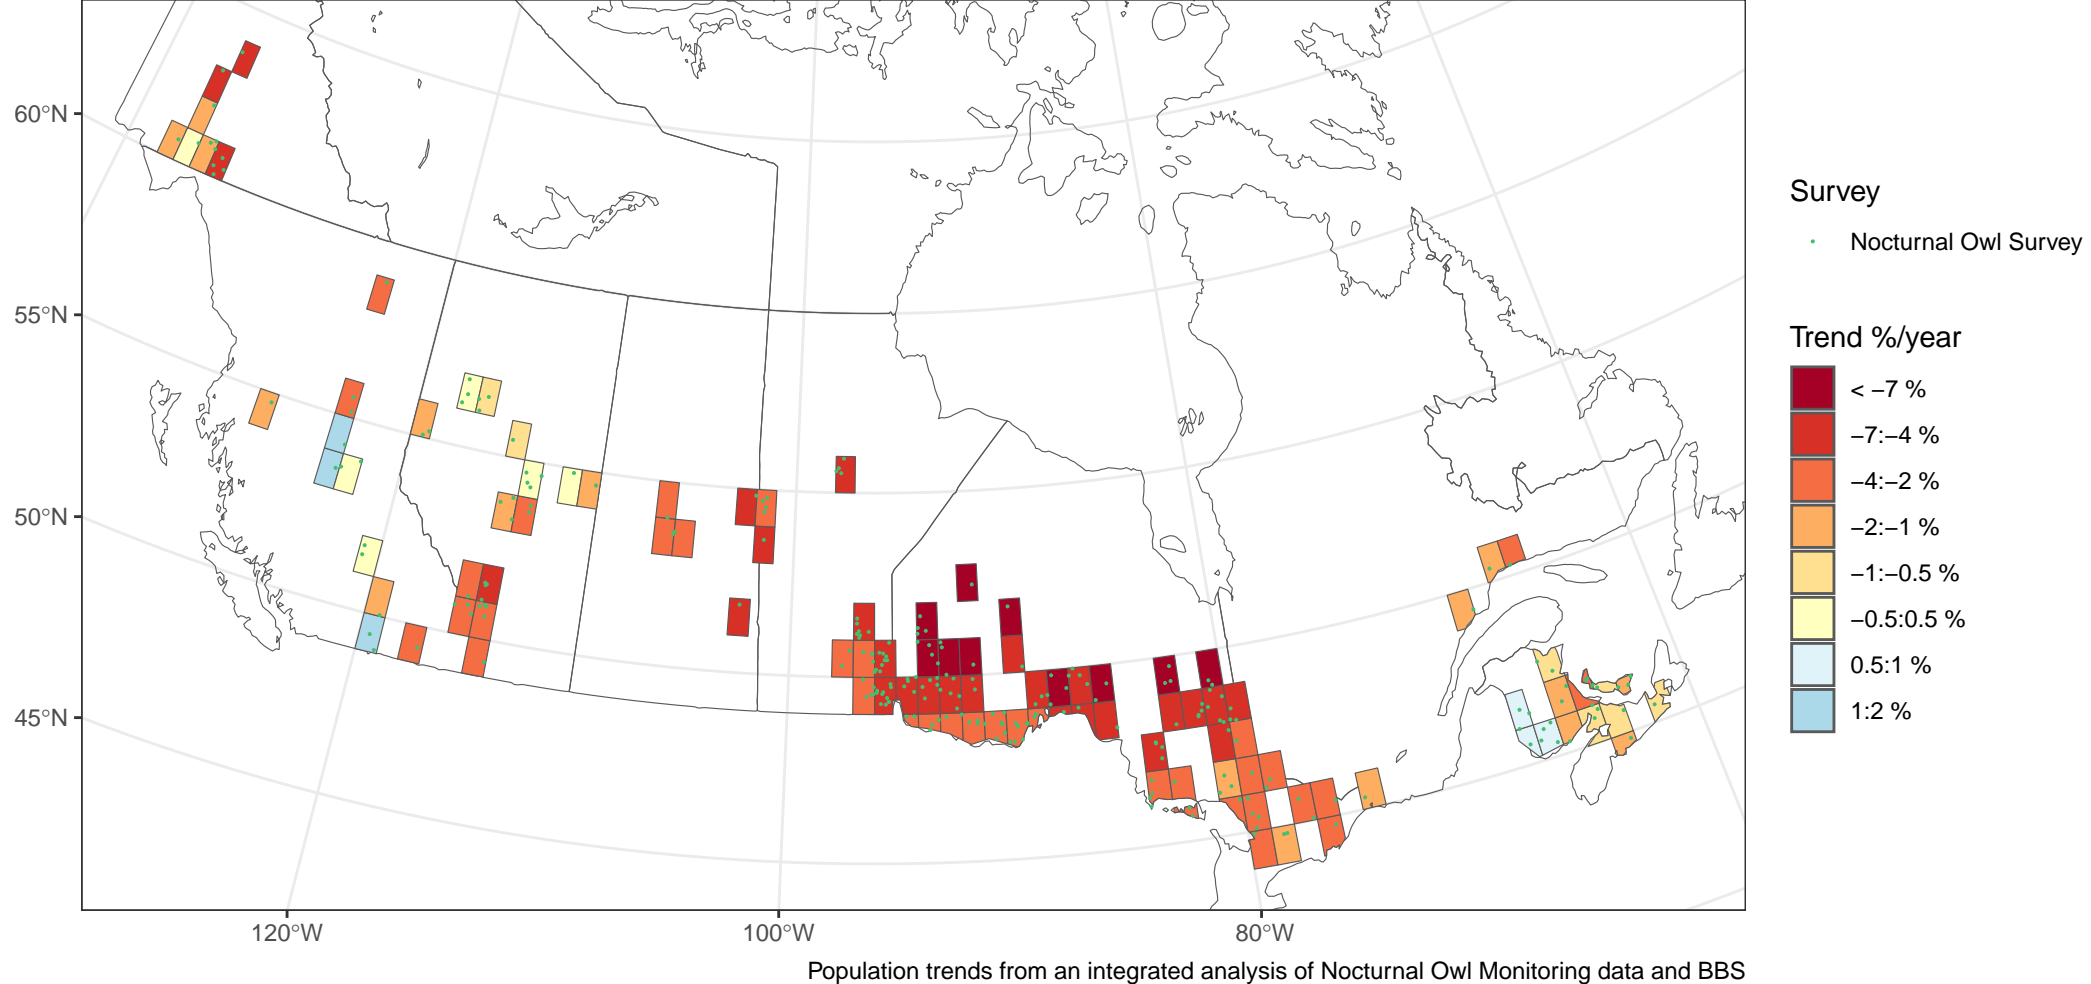 60°N
55°N
50°N
45°N
120°W
100°W
80°W
Survey
Nocturnal Owl Survey
Trend %/year
< −7 %
−7:−4 %
−4:−2 %
−2:−1 %
−1:−0.5 %
−0.5:0.5 %
0.5:1 %
1:2 %
Population trends from an integrated analysis of Nocturnal Owl Monitoring data and BBS